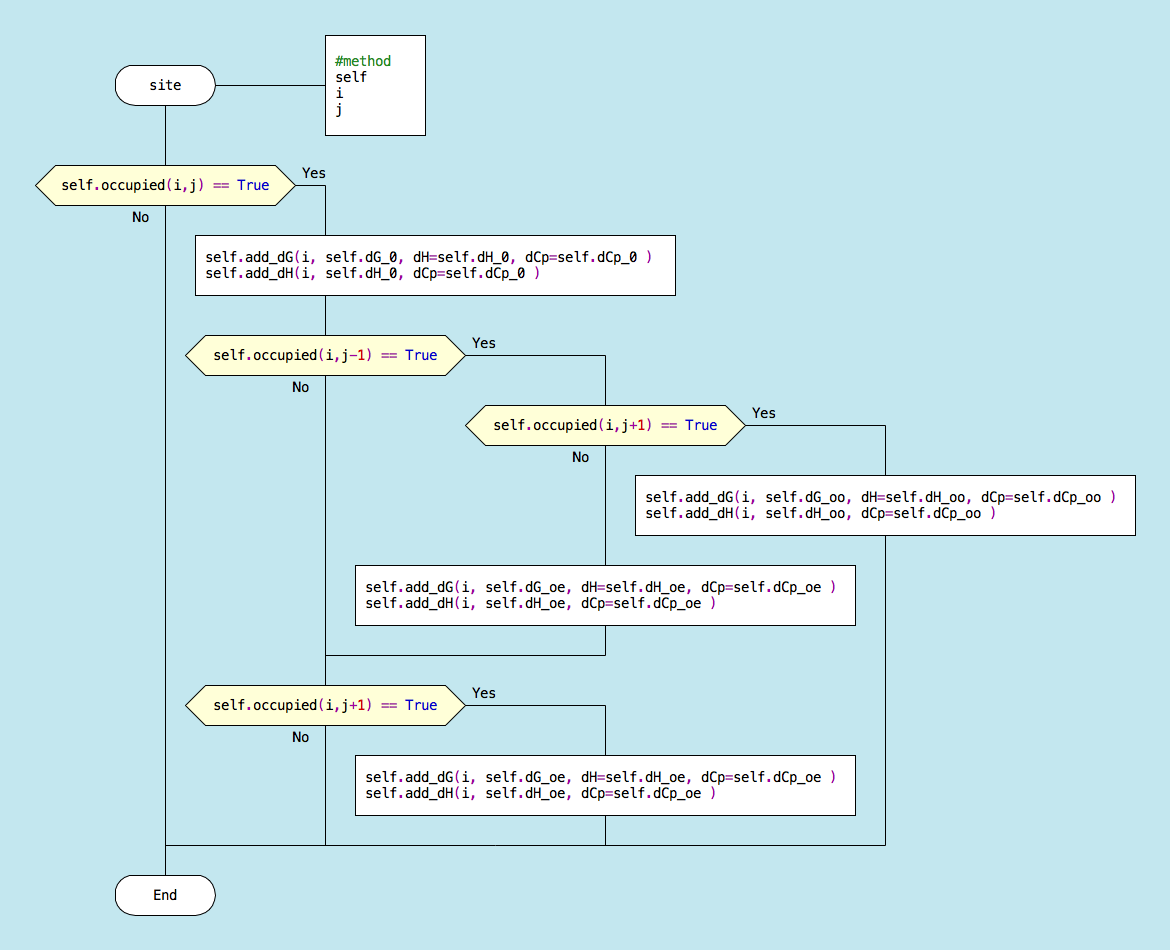 #method
self
i
j
site
Yes
self.occupied(i,j) == True
No
self.add_dG(i, self.dG_0, dH=self.dH_0, dCp=self.dCp_0 )
self.add_dH(i, self.dH_0, dCp=self.dCp_0 )
Yes
self.occupied(i,j-1) == True
No
Yes
self.occupied(i,j+1) == True
No
self.add_dG(i, self.dG_oo, dH=self.dH_oo, dCp=self.dCp_oo )
self.add_dH(i, self.dH_oo, dCp=self.dCp_oo )
self.add_dG(i, self.dG_oe, dH=self.dH_oe, dCp=self.dCp_oe )
self.add_dH(i, self.dH_oe, dCp=self.dCp_oe )
Yes
self.occupied(i,j+1) == True
No
self.add_dG(i, self.dG_oe, dH=self.dH_oe, dCp=self.dCp_oe )
self.add_dH(i, self.dH_oe, dCp=self.dCp_oe )
End